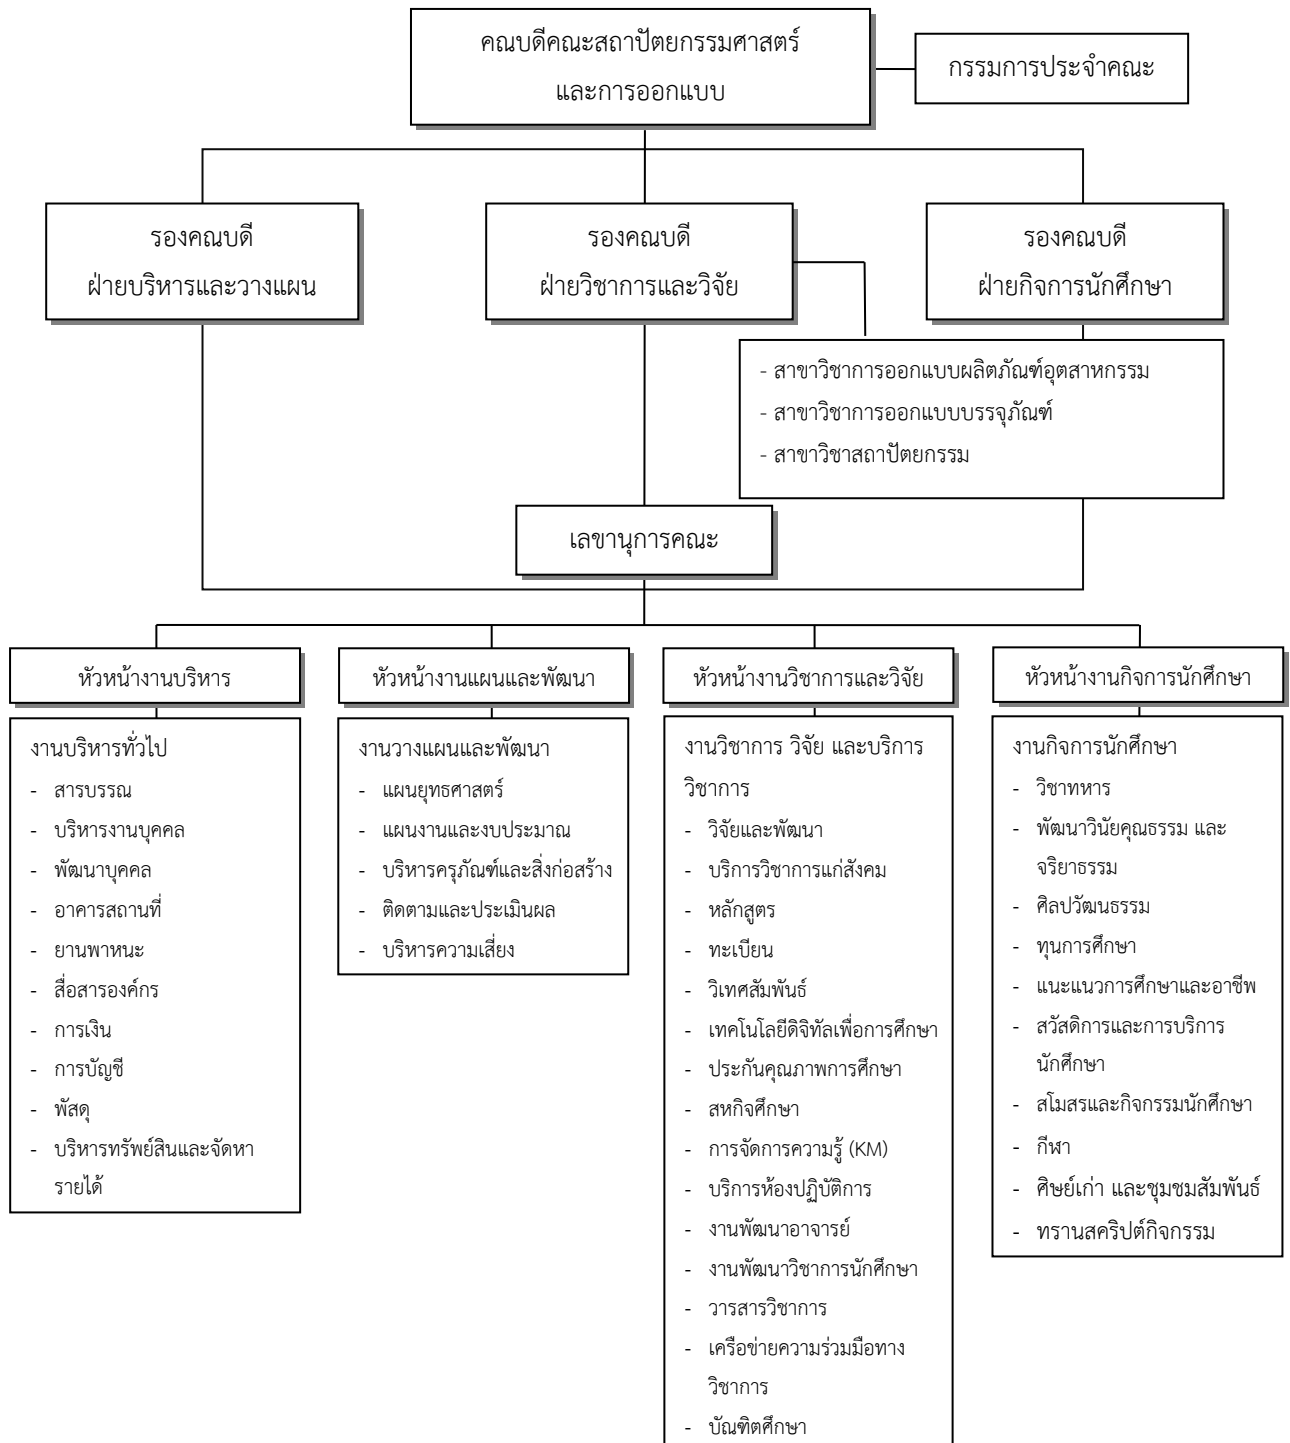 คณบดีคณะสถาปัตยกรรมศาสตร์
และการออกแบบ
กรรมการประจำคณะ
รองคณบดี
ฝ่ายบริหารและวางแผน
รองคณบดี
ฝ่ายวิชาการและวิจัย
รองคณบดี
ฝ่ายกิจการนักศึกษา
- สาขาวิชาการออกแบบผลิตภัณฑ์อุตสาหกรรม
- สาขาวิชาการออกแบบบรรจุภัณฑ์
- สาขาวิชาสถาปัตยกรรม
เลขานุการคณะ
หัวหน้างานบริหาร
งานบริหารทั่วไป
- สารบรรณ
- บริหารงานบุคคล
- พัฒนาบุคคล
- อาคารสถานที่
- ยานพาหนะ
- สื่อสารองค์กร
- การเงิน
- การบัญชี
- พัสดุ
- บริหารทรัพย์สินและจัดหา
รายได้
หัวหน้างานแผนและพัฒนา
งานวางแผนและพัฒนา
- แผนยุทธศาสตร์
- แผนงานและงบประมาณ
- บริหารครุภัณฑ์และสิ่งก่อสร้าง
- ติดตามและประเมินผล
- บริหารความเสี่ยง
หัวหน้างานวิชาการและวิจัย
งานวิชาการ วิจัย และบริการ
วิชาการ
- วิจัยและพัฒนา
- บริการวิชาการแก่สังคม
- หลักสูตร
- ทะเบียน
- วิเทศสัมพันธ์
- เทคโนโลยีดิจิทัลเพื่อการศึกษา
- ประกันคุณภาพการศึกษา
- สหกิจศึกษา
- การจัดการความรู้ (KM)
- บริการห้องปฏิบัติการ
- งานพัฒนาอาจารย์
- งานพัฒนาวิชาการนักศึกษา
- วารสารวิชาการ
- เครือข่ายความร่วมมือทาง
วิชาการ
- บัณฑิตศึกษา
หัวหน้างานกิจการนักศึกษา
งานกิจการนักศึกษา
- วิชาทหาร
- พัฒนาวินัยคุณธรรม และ
จริยาธรรม
- ศิลปวัฒนธรรม
- ทุนการศึกษา
- แนะแนวการศึกษาและอาชีพ
- สวัสดิการและการบริการ
นักศึกษา
- สโมสรและกิจกรรมนักศึกษา
- กีฬา
- ศิษย์เก่า และชุมชมสัมพันธ์
- ทรานสคริปต์กิจกรรม